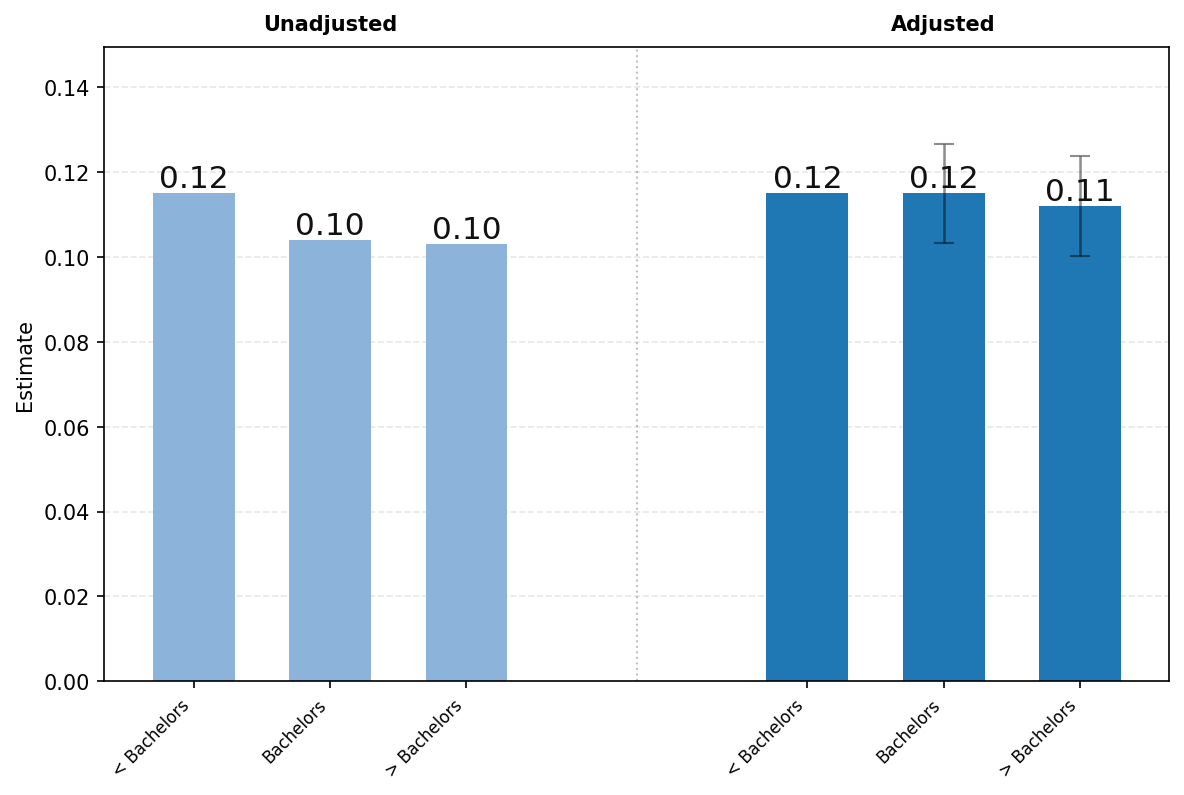 Unadjusted
Adjusted
Estimate
0.14
0.12
0.10
0.08
0.06
0.04
0.02
0.00
0.12
0.10
0.10
0.12
0.12
0.11
< Bachelors
Bachelors
> Bachelors
< Bachelors
Bachelors
> Bachelors